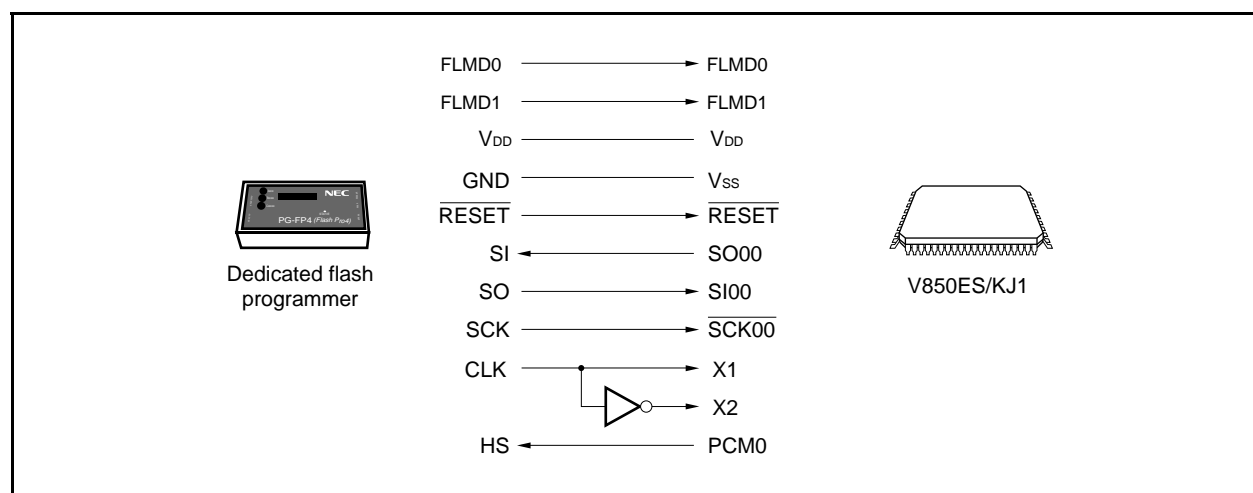 FLMD0 FLMD0
FLMD1 FLMD1
VDD VDD
GND VSS
RESET RESET
SI SO00
SO SI00
SCK SCK00
CLK X1
X2
HS PCM0
NEC
PG-FP4 (Flash Pro4)
Dedicated flash
programmer
V850ES/KJ1